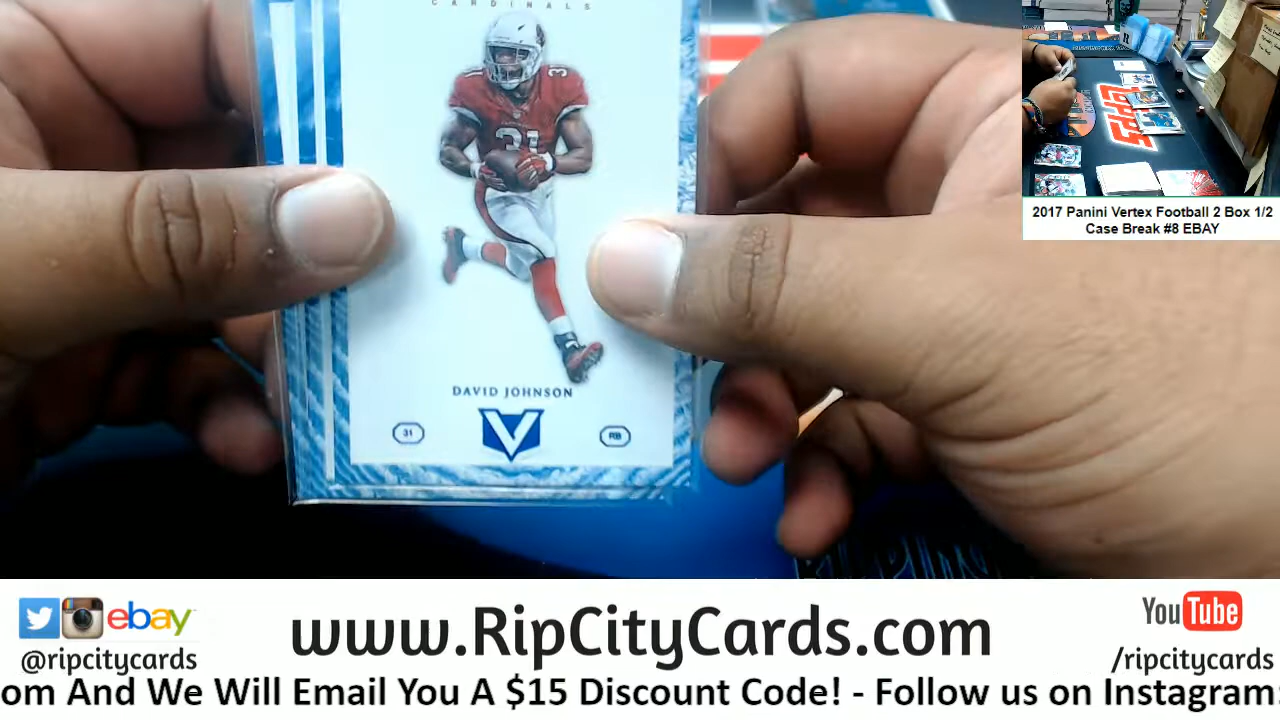 CARDINALS
31
31
DAVID JOHNSON
V
31
RB
2017 Panini Vertex Football 2 Box 1/2
Case Break #8 EBAY
ebay
@ripcitycards
www.RipCityCards.com
YouTube
/ripcitycards
om And We Will Email You A $15 Discount Code! - Follow us on Instagram: